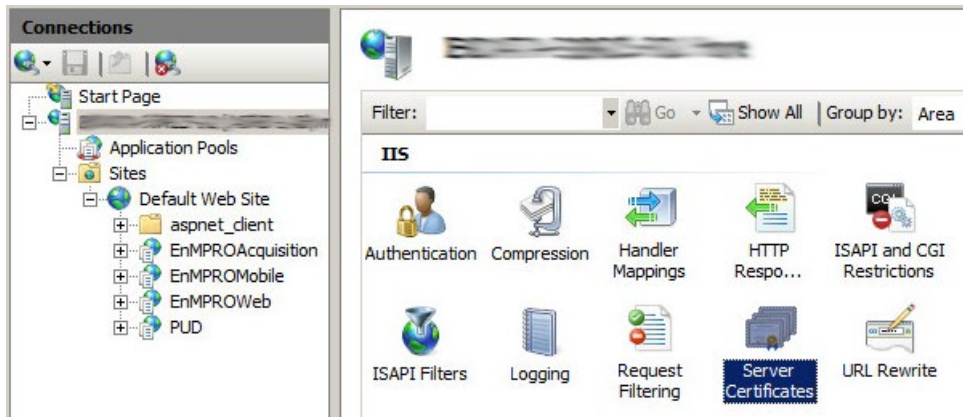 Connections
Start Page
Application Pools
Sites
Default Web Site
aspnet_client
EnMPROAcquisition
EnMPROMobile
EnMPROWeb
PUD
Filter: Go Show All Group by: Area
IIS
Authentication Compression Handler Mappings HTTP Respo... ISAPI and CGI Restrictions
ISAPI Filters Logging Request Filtering Server Certificates URL Rewrite